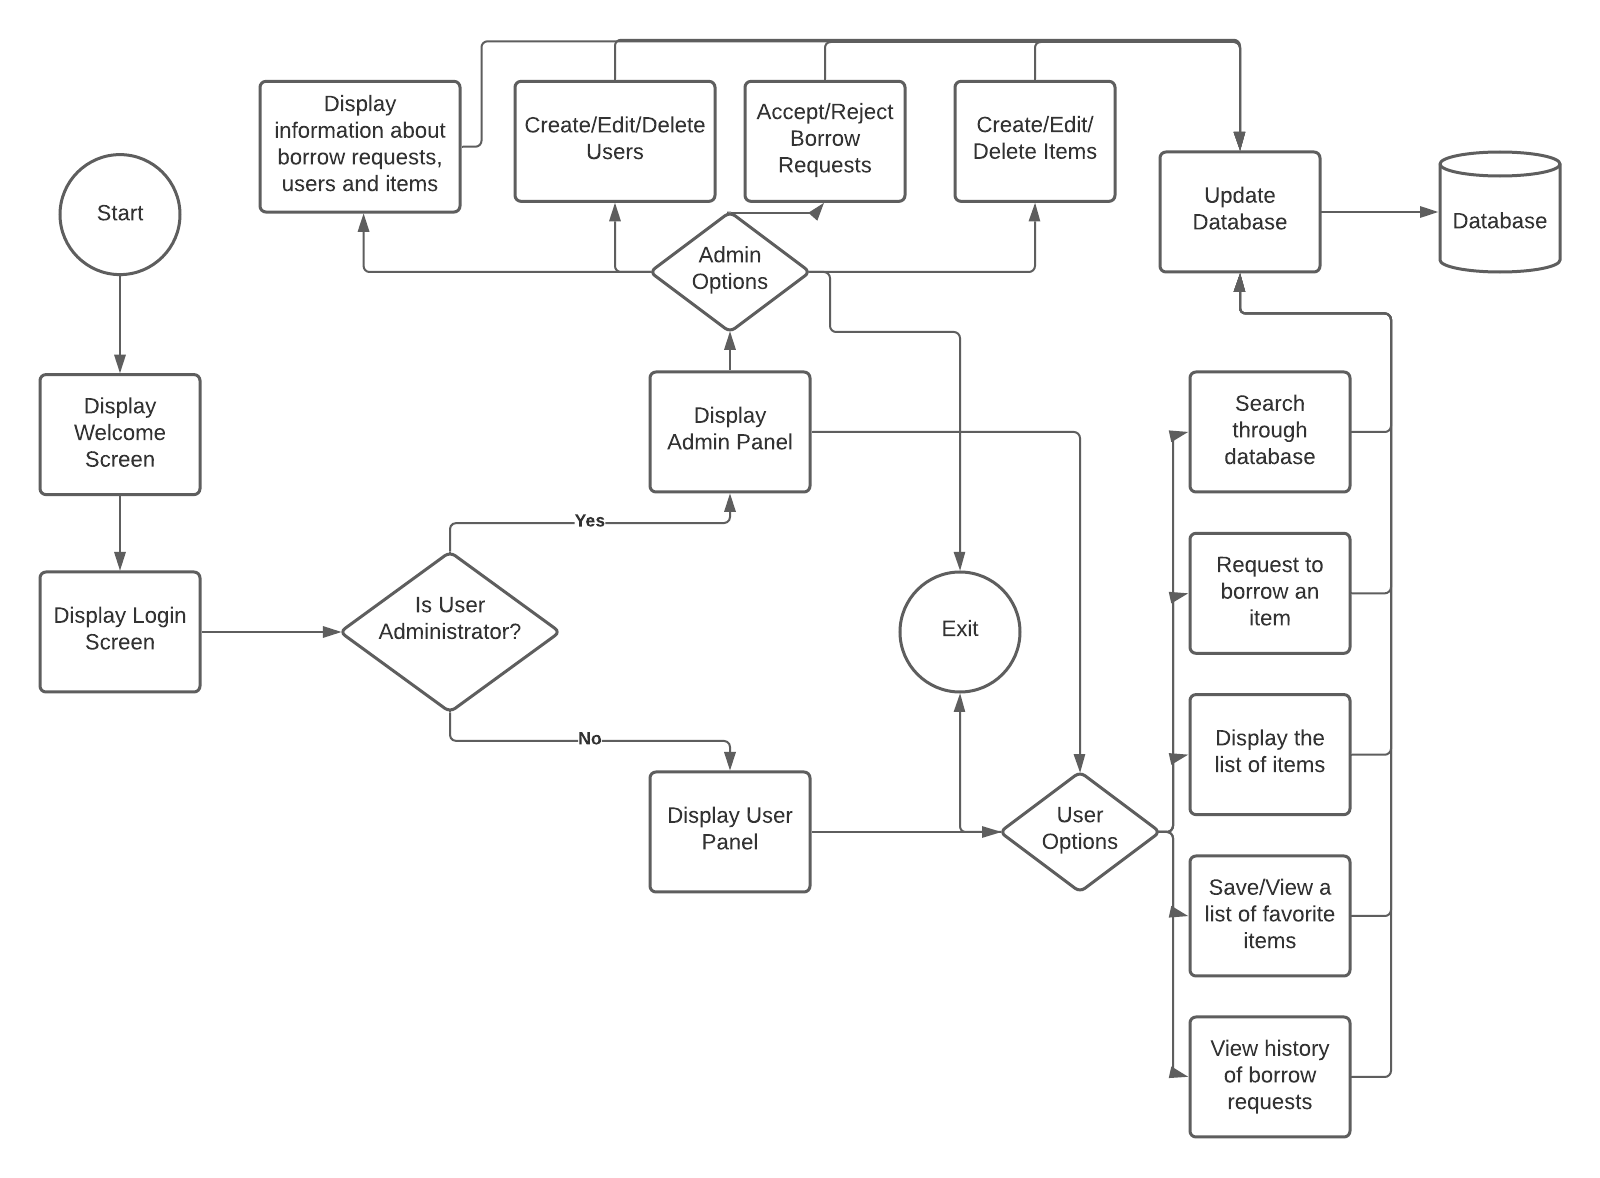 Display
information about
borrow requests,
users and items
Create/Edit/Delete
Users
Accept/Reject
Borrow
Requests
Create/Edit/
Delete Items
Update
Database
Database
Start
Admin
Options
Display
Welcome
Screen
Display
Admin Panel
Search
through
database
Yes
Request to
borrow an
item
Display Login
Screen
Is User
Administrator?
Exit
No
Display the
list of items
Display User
Panel
User
Options
Save/View a
list of favorite
items
View history
of borrow
requests